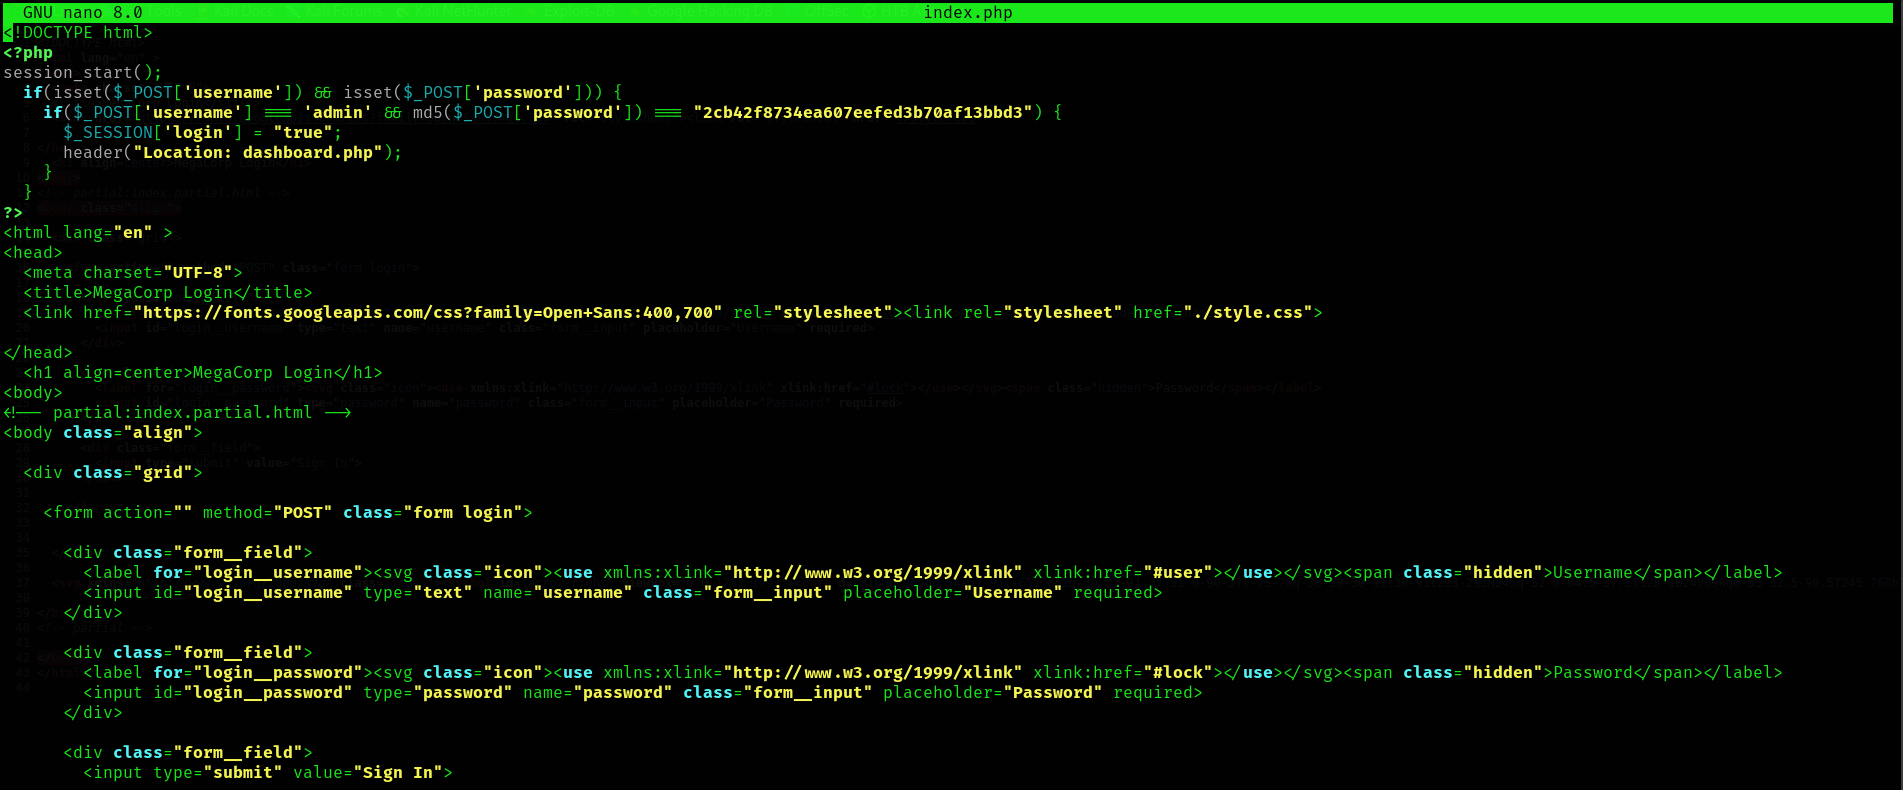 GNU nano 8.0 index.php
<!DOCTYPE html>
<?php
session_start();
  if(isset($_POST['username']) && isset($_POST['password'])) {
    if($_POST['username'] === 'admin' && md5($_POST['password']) === "2cb42f8734ea607eefed3b70af13bbd3") {
      $_SESSION['login'] = "true";
      header("Location: dashboard.php");
    }
  }
?>
<html lang="en" >
<head>
  <meta charset="UTF-8">
  <title>MegaCorp Login</title>
  <link href="https://fonts.googleapis.com/css?family=Open+Sans:400,700" rel="stylesheet"><link rel="stylesheet" href="./style.css">
</head>
  <h1 align=center>MegaCorp Login</h1>
<body>
<!-- partial:index.partial.html -->
<body class="align">
  <div class="grid">
    <form action="" method="POST" class="form login">
      <div class="form__field">
        <label for="login__username"><svg class="icon"><use xmlns:xlink="http://www.w3.org/1999/xlink" xlink:href="#user"></use></svg><span class="hidden">Username</span></label>
        <input id="login__username" type="text" name="username" class="form__input" placeholder="Username" required>
      </div>
      <div class="form__field">
        <label for="login__password"><svg class="icon"><use xmlns:xlink="http://www.w3.org/1999/xlink" xlink:href="#lock"></use></svg><span class="hidden">Password</span></label>
        <input id="login__password" type="password" name="password" class="form__input" placeholder="Password" required>
      </div>
      <div class="form__field">
        <input type="submit" value="Sign In">